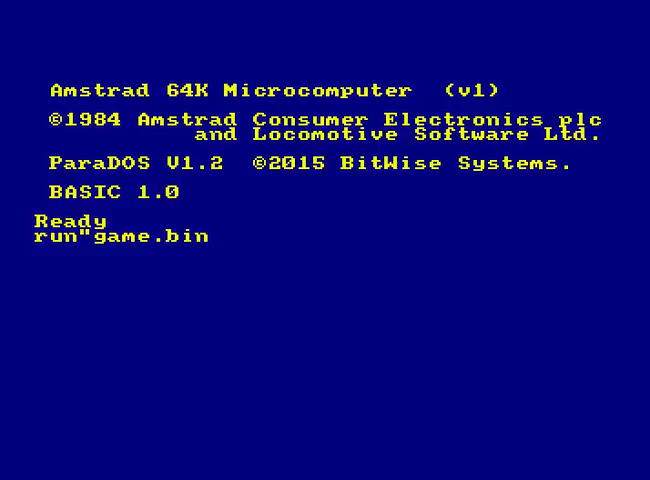 Amstrad 64K Microcomputer  (v1)
©1984 Amstrad Consumer Electronics plc
and Locomotive Software Ltd.
ParaDOS V1.2  ©2015 BitWise Systems.
BASIC 1.0
Ready
run"game.bin